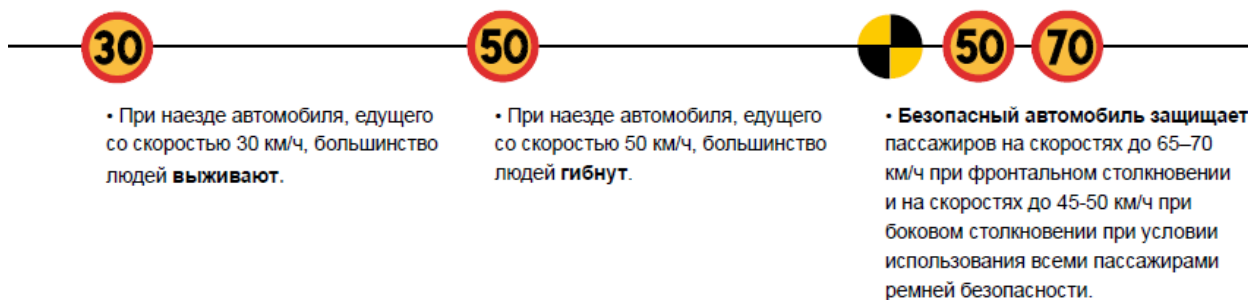 30
50
50 70
• При наезде автомобиля, едущего
со скоростью 30 км/ч, большинство
людей выживают.
• При наезде автомобиля, едущего
со скоростью 50 км/ч, большинство
людей гибнут.
• Безопасный автомобиль защищает
пассажиров на скоростях до 65–70
км/ч при фронтальном столкновении
и на скоростях до 45-50 км/ч при
боковом столкновении при условии
использования всеми пассажирами
ремней безопасности.